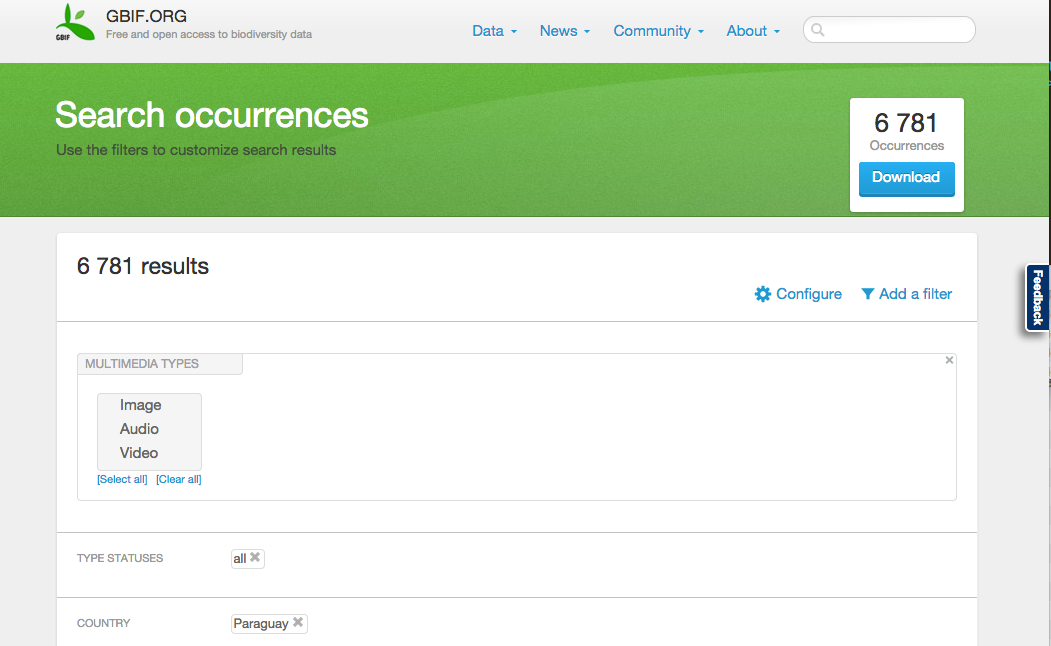 GBIF.ORG
Free and open access to biodiversity data
GBIF
Data News Community About
Search occurrences
Use the filters to customize search results
6 781
Occurrences
Download
6 781 results
Configure Add a filter
Feedback
MULTIMEDIA TYPES
Image
Audio
Video
[Select all] [Clear all]
TYPE STATUSES all
COUNTRY Paraguay